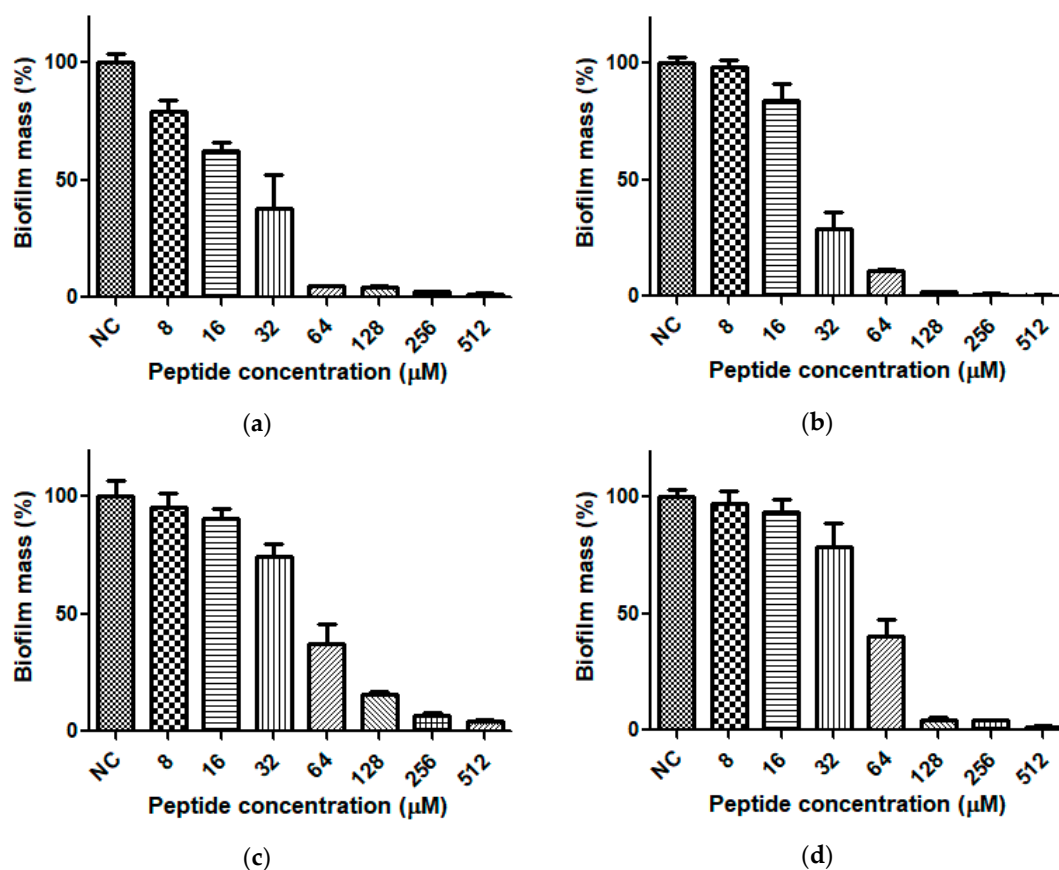 100
50
0
Biofilm mass (%)
NC 8 16 32 64 128 256 512
Peptide concentration (μM)
(a)
100
50
0
Biofilm mass (%)
NC 8 16 32 64 128 256 512
Peptide concentration (μM)
(b)
100
50
0
Biofilm mass (%)
NC 8 16 32 64 128 256 512
Peptide concentration (μM)
(c)
100
50
0
Biofilm mass (%)
NC 8 16 32 64 128 256 512
Peptide concentration (μM)
(d)